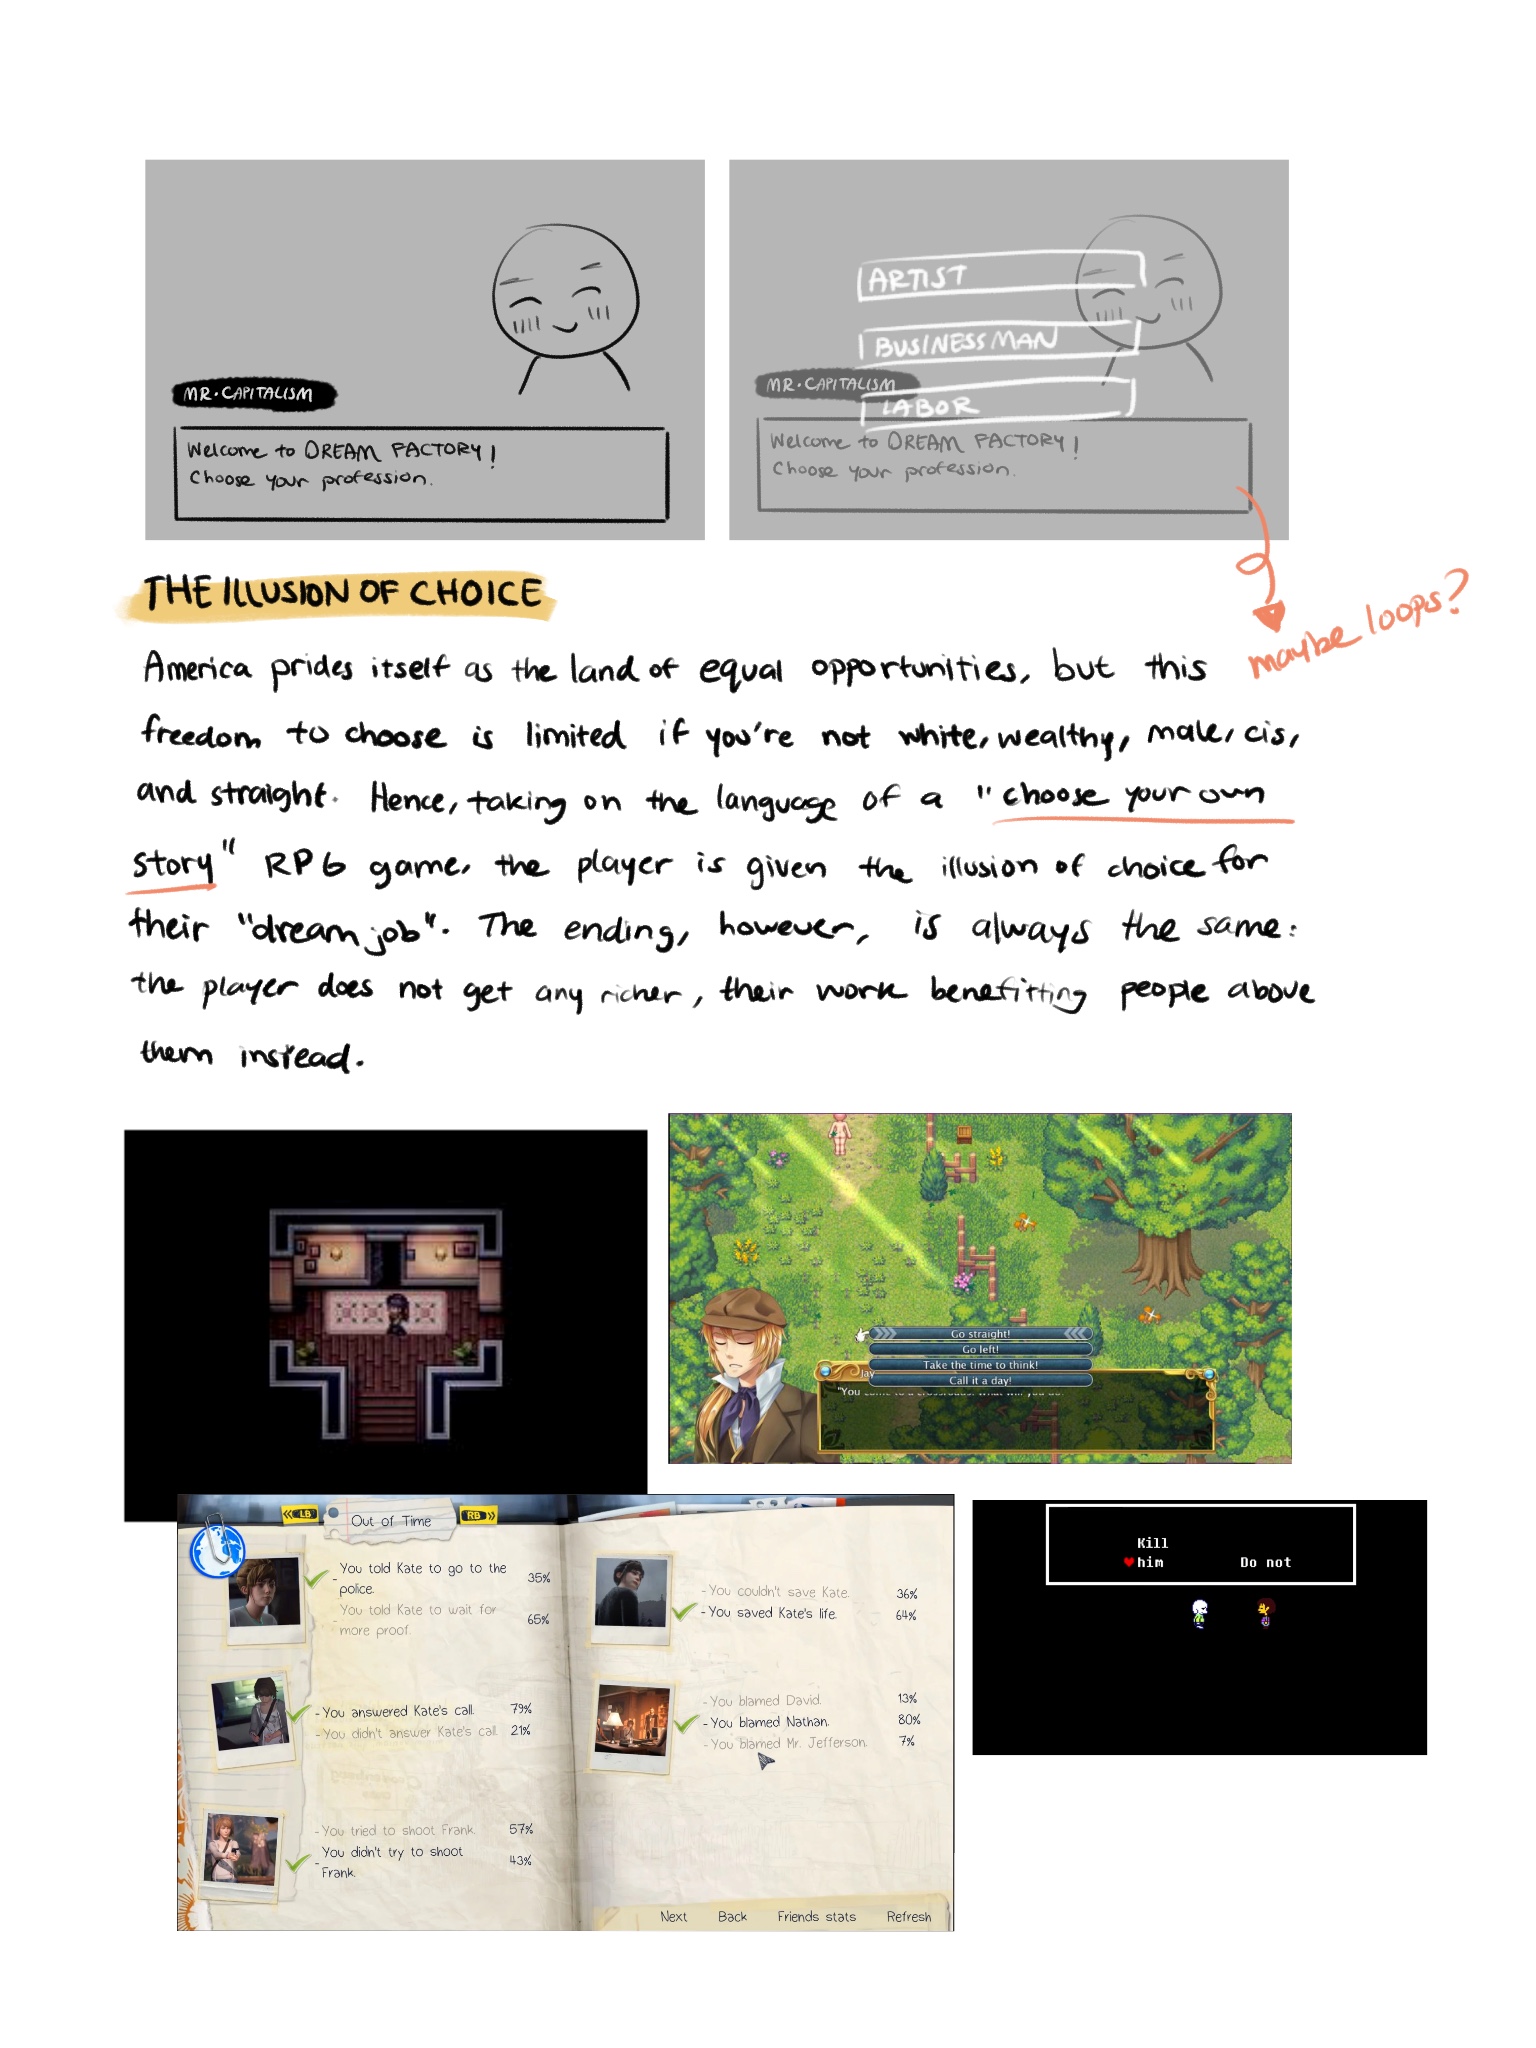 MR. CAPITALISM
Welcome to DREAM FACTORY!
Choose your profession.
ARTIST
BUSINESSMAN
MR. CAPITALISM
LABOR
Welcome to DREAM FACTORY!
Choose your profession.
maybe loops?
THE ILLUSION OF CHOICE
America prides itself as the land of equal opportunities, but this
freedom to choose is limited if you're not white, wealthy, male, cis,
and straight. Hence, taking on the language of a "choose your own
story" RPG game, the player is given the illusion of choice for
their "dream job". The ending, however, is always the same:
the player does not get any richer, their work benefitting people above
them instead.
Go straight!
Go left!
Take the time to think!
Call it a day!
Jay
"You come to a crossroads. What will you do?
LB
Out of Time
RB
- You told Kate to go to the
police.
35%
You told Kate to wait for
more proof.
65%
- You answered Kate's call.
79%
- You didn't answer Kate's call.
21%
- You tried to shoot Frank.
57%
- You didn't try to shoot
Frank.
43%
- You couldn't save Kate.
36%
- You saved Kate's life.
64%
- You blamed David.
13%
- You blamed Nathan.
80%
- You blamed Mr. Jefferson.
7%
Next Back Friends stats Refresh
Kill
him Do not